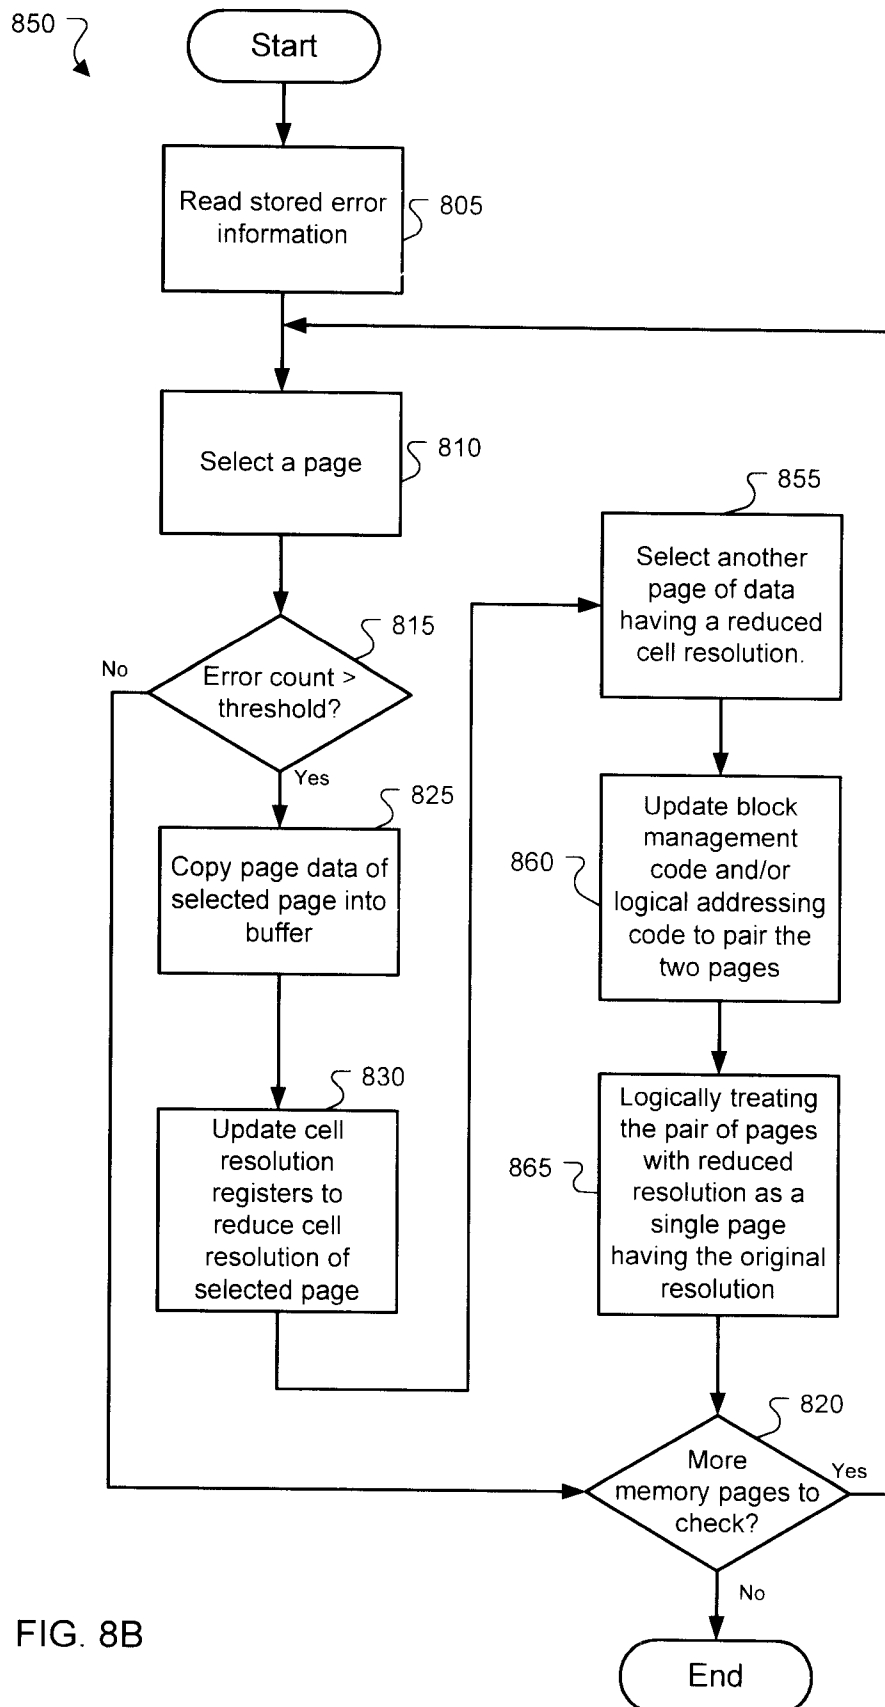 850
Start
Read stored error
information
805
Select a page
810
Error count >
threshold?
815
No
Yes
Copy page data of
selected page into
buffer
825
Update cell
resolution
registers to
reduce cell
resolution of
selected page
830
Select another
page of data
having a reduced
cell resolution.
855
Update block
management
code and/or
logical addressing
code to pair the
two pages
860
Logically treating
the pair of pages
with reduced
resolution as a
single page
having the original
resolution
865
More
memory pages to
check?
820
Yes
No
End
FIG. 8B